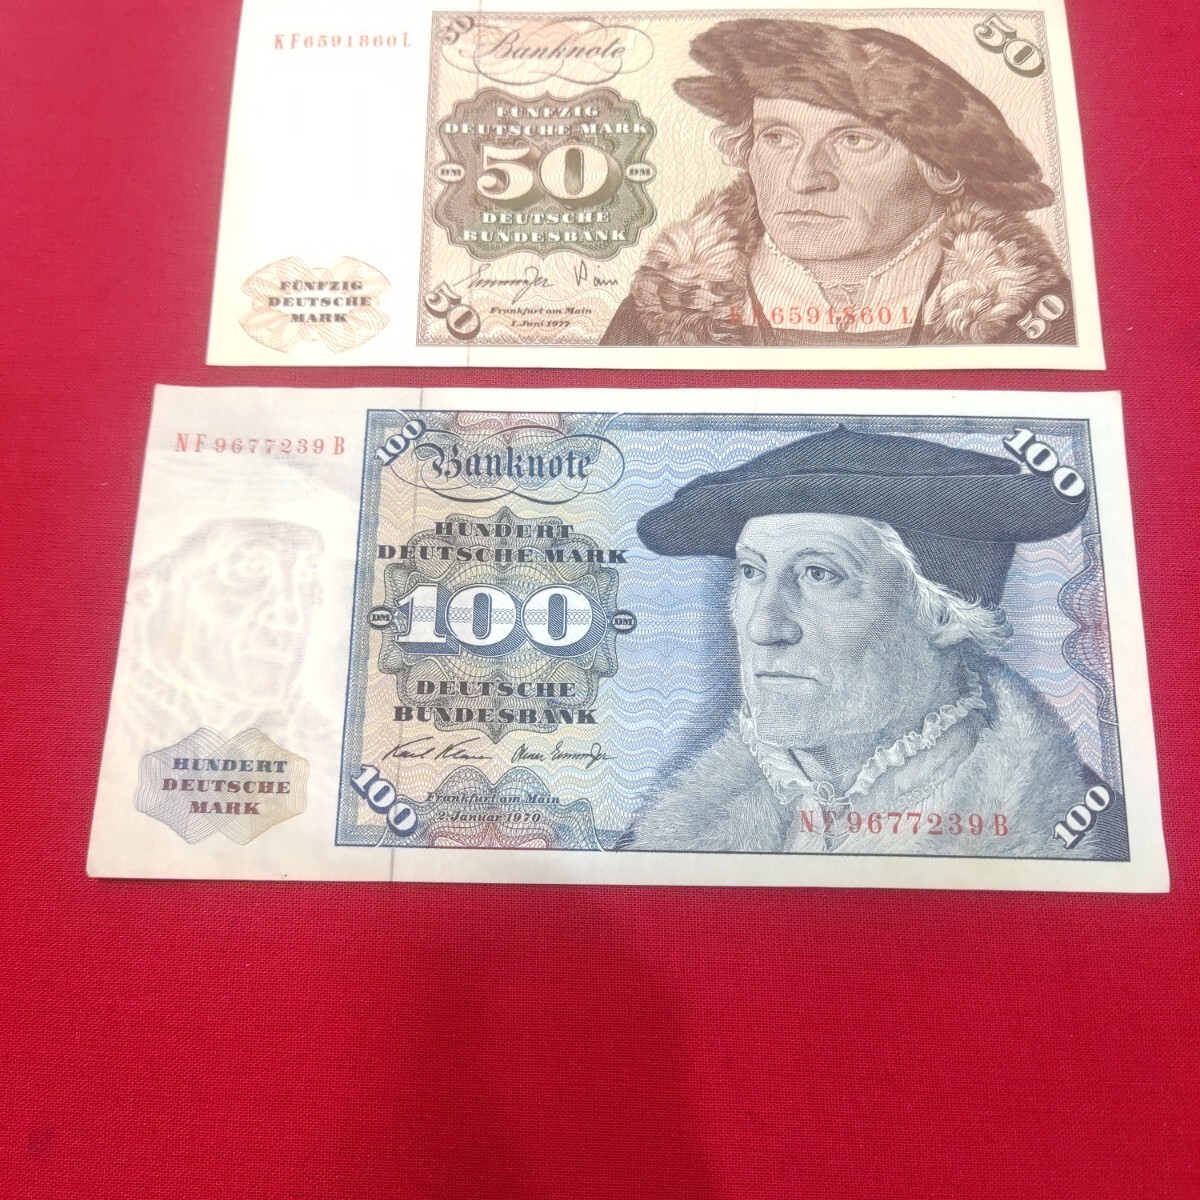 KF6591860L
50
Banknote
50
FÜNFZIG
DEUTSCHE MARK
DM 50 DM
DEUTSCHE
BUNDESBANK
FÜNFZIG
DEUTSCHE
MARK
50
Frankfurt am Main
1. Juni 1977
KF6591860L
50
NF9677239B
100
Banknote
100
HUNDERT
DEUTSCHE MARK
DM 100 DM
DEUTSCHE
BUNDESBANK
HUNDERT
DEUTSCHE
MARK
100
Frankfurt am Main
2. Januar 1970
NF9677239B
100